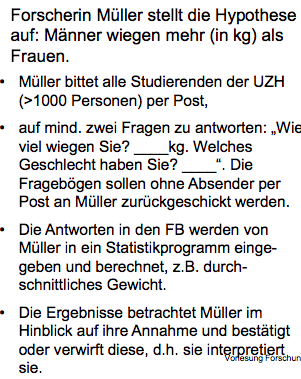 Forscherin Müller stellt die Hypothese
auf: Männer wiegen mehr (in kg) als
Frauen.
• Müller bittet alle Studierenden der UZH
(>1000 Personen) per Post,
• auf mind. zwei Fragen zu antworten: „Wie
viel wiegen Sie? ____kg. Welches
Geschlecht haben Sie? ____“. Die
Fragebögen sollen ohne Absender per
Post an Müller zurückgeschickt werden.
• Die Antworten in den FB werden von
Müller in ein Statistikprogramm einge-
geben und berechnet, z.B. durch-
schnittliches Gewicht.
• Die Ergebnisse betrachtet Müller im
Hinblick auf ihre Annahme und bestätigt
oder verwirft diese, d.h. sie interpretiert
sie.
Vorlesung Forschun